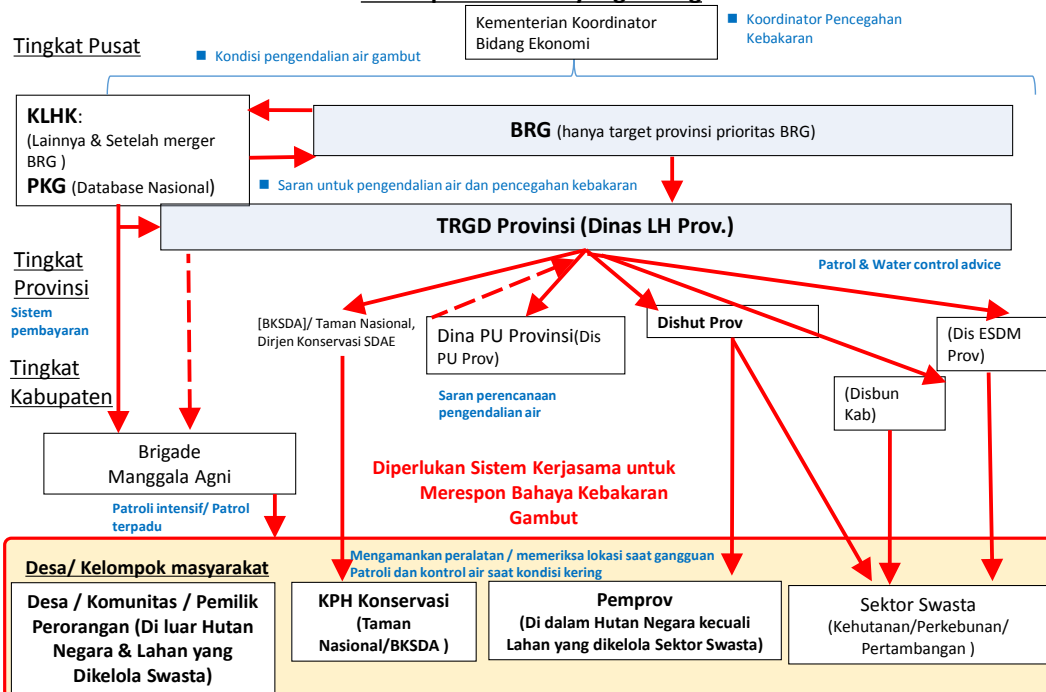 Kementerian Koordinator
Bidang Ekonomi
■ Koordinator Pencegahan
Kebakaran
Tingkat Pusat
■ Kondisi pengendalian air gambut
KLHK:
(Lainnya & Setelah merger
BRG )
PKG (Database Nasional)
BRG (hanya target provinsi prioritas BRG)
■ Saran untuk pengendalian air dan pencegahan kebakaran
TRGD Provinsi (Dinas LH Prov.)
Tingkat
Provinsi
Patrol & Water control advice
Sistem
pembayaran
[BKSDA]/ Taman Nasional,
Dirjen Konservasi SDAE
Dina PU Provinsi(Dis
PU Prov)
Dishut Prov
(Dis ESDM
Prov)
Tingkat
Kabupaten
Saran perencanaan
pengendalian air
(Disbun
Kab)
Brigade
Manggala Agni
Diperlukan Sistem Kerjasama untuk
Merespon Bahaya Kebakaran
Gambut
Patroli intensif/ Patrol
terpadu
Mengamankan peralatan / memeriksa lokasi saat gangguan
Patroli dan kontrol air saat kondisi kering
Desa/ Kelompok masyarakat
Desa / Komunitas / Pemilik
Perorangan (Di luar Hutan
Negara & Lahan yang
Dikelola Swasta)
KPH Konservasi
(Taman
Nasional/BKSDA )
Pemprov
(Di dalam Hutan Negara kecuali
Lahan yang dikelola Sektor Swasta)
Sektor Swasta
(Kehutanan/Perkebunan/
Pertambangan )